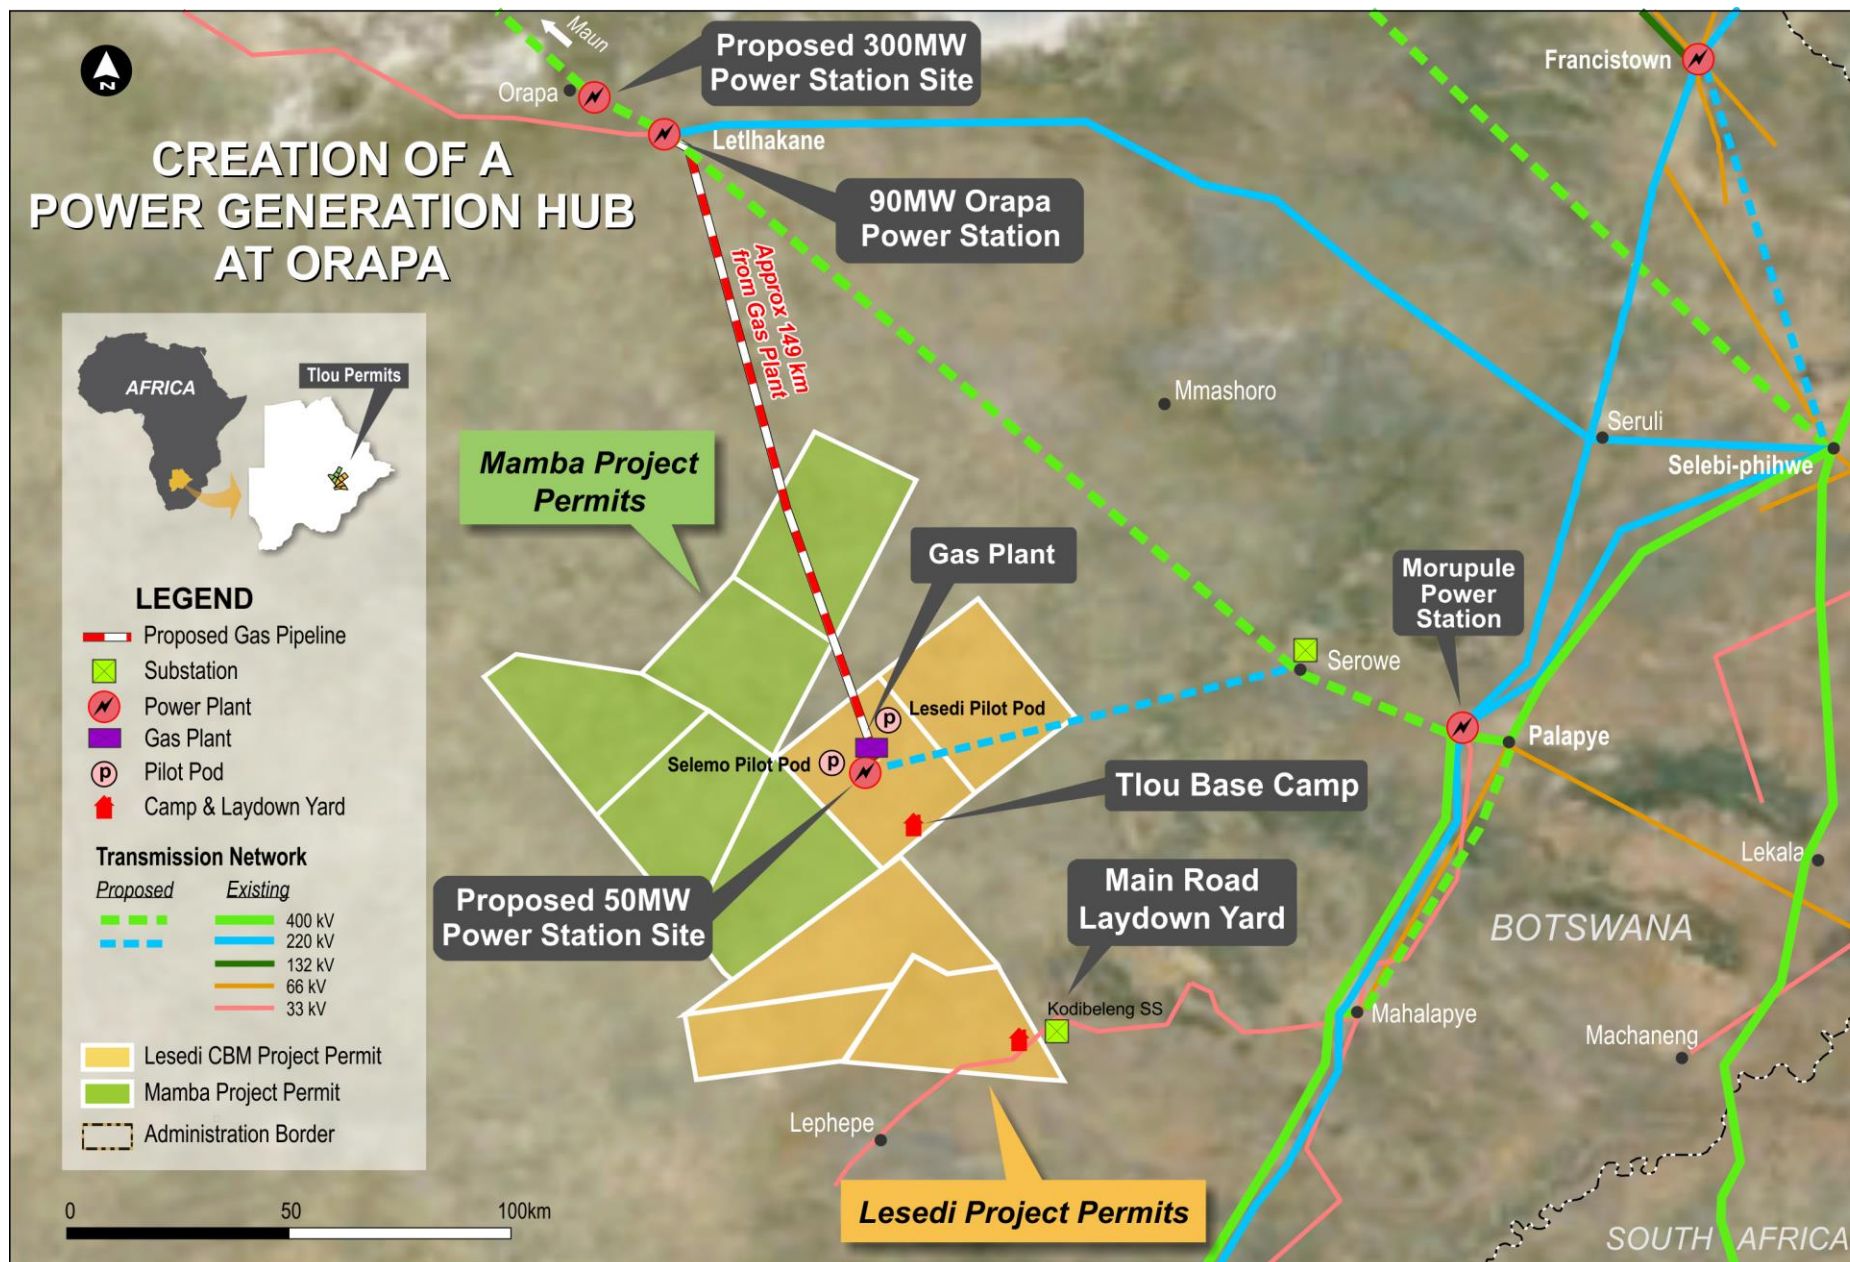 Maun
Orapa
Proposed 300MW
Power Station Site
Francistown
Letlhakane
CREATION OF A
POWER GENERATION HUB
AT ORAPA
90MW Orapa
Power Station
Approx 149 km
from Gas Plant
N
AFRICA
Tlou Permits
Mmashoro
Seruli
Selebi-phihwe
Mamba Project
Permits
Gas Plant
Morupule
Power
Station
Serowe
Palapye
Lesedi Pilot Pod
P
Selemo Pilot Pod
P
Tlou Base Camp
Lekala
Proposed 50MW
Power Station Site
Main Road
Laydown Yard
BOTSWANA
Kodibeleng SS
Mahalapye
Machaneng
Lephepe
Lesedi Project Permits
SOUTH AFRICA
LEGEND
Proposed Gas Pipeline
Substation
Power Plant
Gas Plant
P
Pilot Pod
Camp & Laydown Yard
Transmission Network
Proposed Existing
400 kV
220 kV
132 kV
66 kV
33 kV
Lesedi CBM Project Permit
Mamba Project Permit
Administration Border
0 50 100km